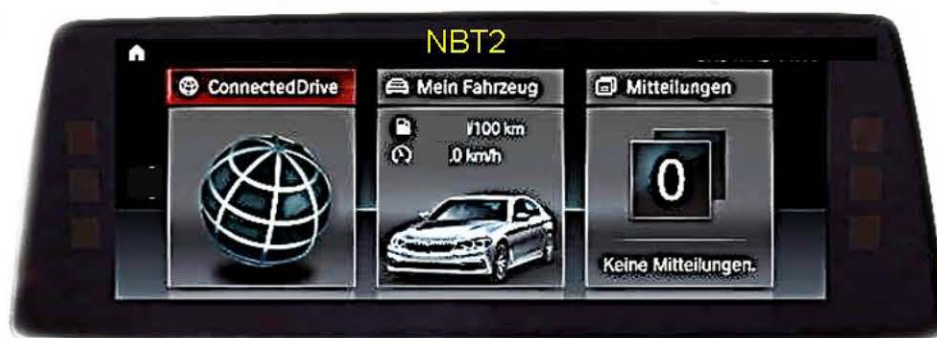 NBT2
ConnectedDrive
Mein Fahrzeug
Mitteilungen
l/100 km
.0 km/h
0
Keine Mitteilungen.